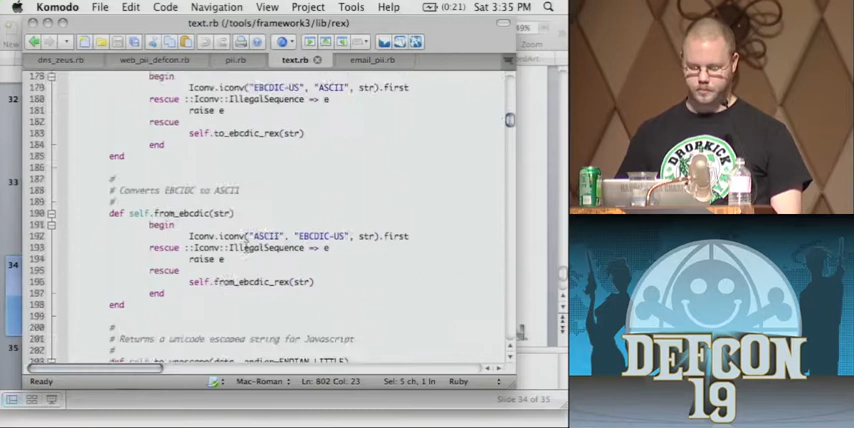 Komodo File Edit Code Navigation View Project Tools Help (0:21) Sat 3:35 PM
text.rb (/tools/framework3/lib/rex)
New
49%
Zoom
dns_zeus.rb web_pii_defcon.rb pii.rb text.rb email_pii.rb
178
179 begin
180 Iconv.iconv("EBCDIC-US", "ASCII", str).first
181 rescue ::Iconv::IllegalSequence => e
182 raise e
183 rescue
self.to_ebcdic_rex(str)
184 end
185 end
186
187 #
188 # Converts EBCIDC to ASCII
189 #
190 def self.from_ebcdic(str)
191 begin
192 Iconv.iconv("ASCII", "EBCDIC-US", str).first
193 rescue ::Iconv::IllegalSequence => e
194 raise e
195 rescue
196 self.from_ebcdic_rex(str)
197 end
198 end
199
200 #
201 # Returns a unicode escaped string for Javascript
202 #
32
33
34
35
Ready Mac-Roman Ln: 802 Col: 23 Sel: 5 ch, 1 ln Ruby
Slide 34 of 35
DROPKICK
DEFCON
19